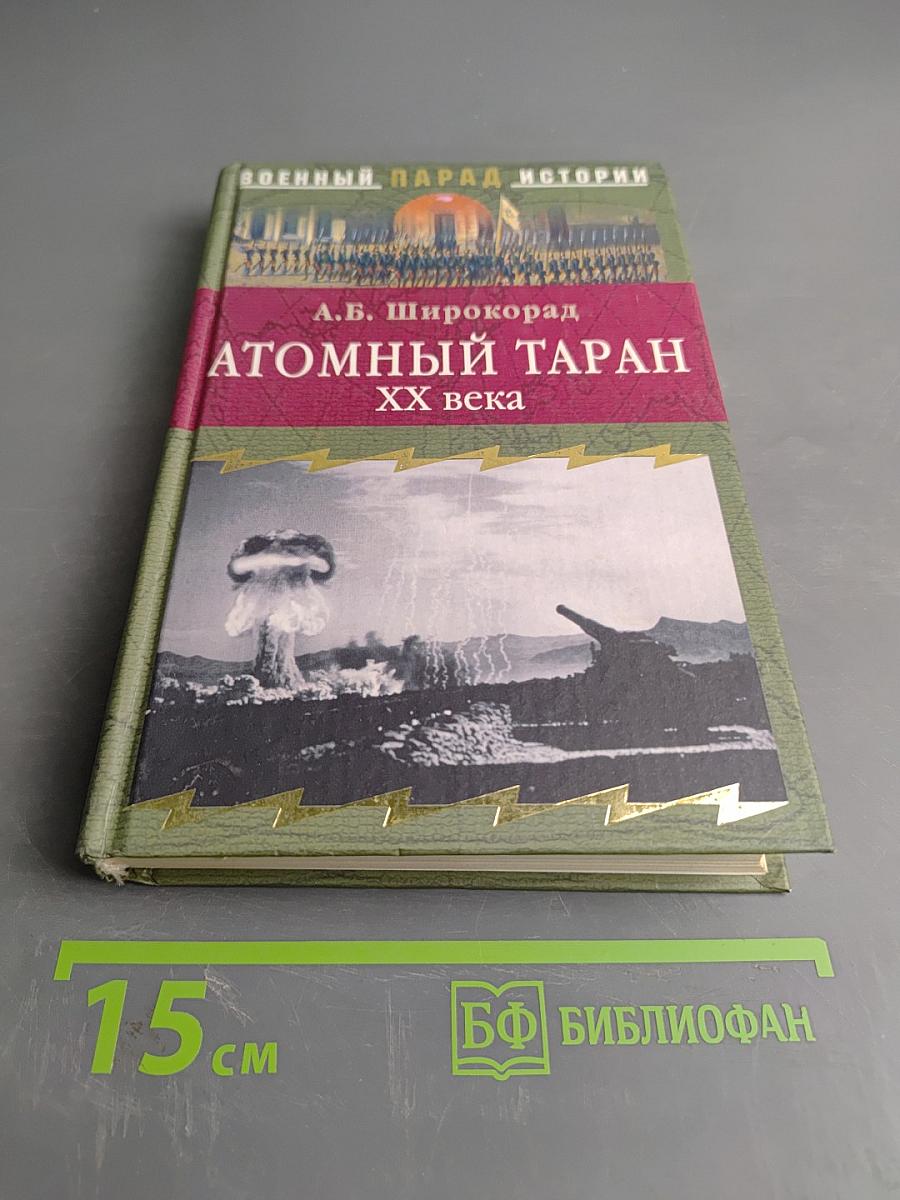 ВОЕННЫЙ ПАРАД ИСТОРИИ
А.Б. Широкорад
АТОМНЫЙ ТАРАН
XX века
15 см
БФ БИБЛИОФАН